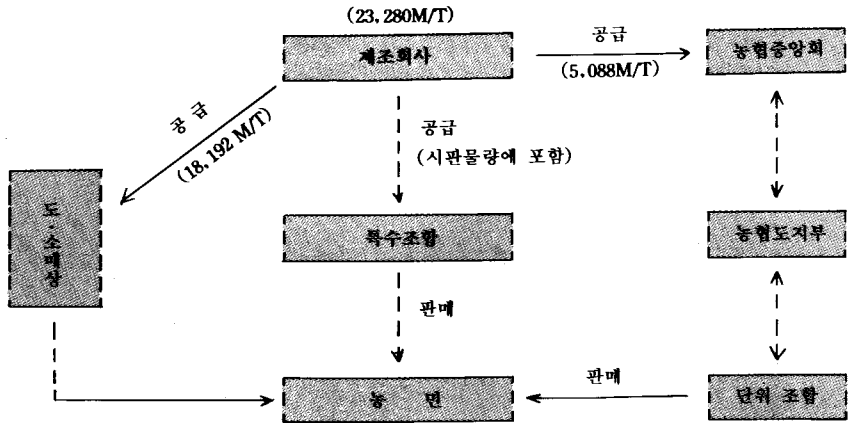 (23,280M/T)
제조회사
공급
(5.088M/T)
농협중앙회
공 급
(18,192 M/T)
공급
(시판물량에 포함)
도·소매상
특수조합
농협도지부
판매
판매
농 면
단위 조합